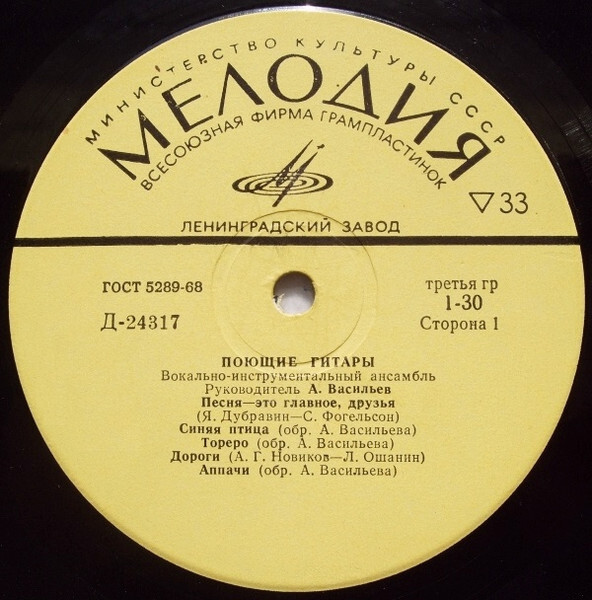 МИНИСТЕРСТВО КУЛЬТУРЫ СССР
МЕЛОДИЯ
ВСЕСОЮЗНАЯ ФИРМА ГРАМПЛАСТИНОК
▽33
ЛЕНИНГРАДСКИЙ ЗАВОД
ГОСТ 5289-68
третья гр
1-30
Д-24317
Сторона 1
ПОЮЩИЕ ГИТАРЫ
Вокально-инструментальный ансамбль
Руководитель А. Васильев
Песня—это главное, друзья
(Я. Дубравин—С. Фогельсон)
Синяя птица (обр. А. Васильева)
Тореро (обр. А. Васильева)
Дороги (А. Г. Новиков—Л. Ошанин)
Аппачи (обр. А. Васильева)